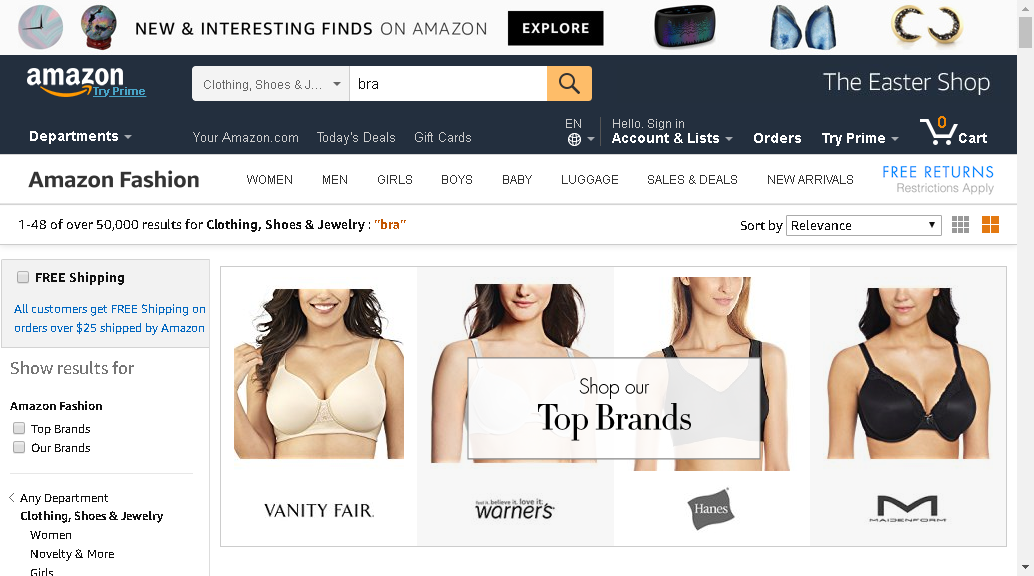 NEW & INTERESTING FINDS ON AMAZON EXPLORE
amazon
Try Prime
Clothing, Shoes & J... bra
The Easter Shop
Departments
Your Amazon.com Today's Deals Gift Cards
EN
Hello. Sign in
Account & Lists
Orders
Try Prime
0
Cart
Amazon Fashion
WOMEN MEN GIRLS BOYS BABY LUGGAGE SALES & DEALS NEW ARRIVALS
FREE RETURNS
Restrictions Apply
1-48 of over 50,000 results for Clothing, Shoes & Jewelry : "bra"
Sort by Relevance
FREE Shipping
All customers get FREE Shipping on
orders over $25 shipped by Amazon
Show results for
Amazon Fashion
Top Brands
Our Brands
Any Department
Clothing, Shoes & Jewelry
Women
Novelty & More
Girls
Shop our
Top Brands
VANITY FAIR.
feel it. believe it. love it.
warners
Hanes
MAIDENFORM